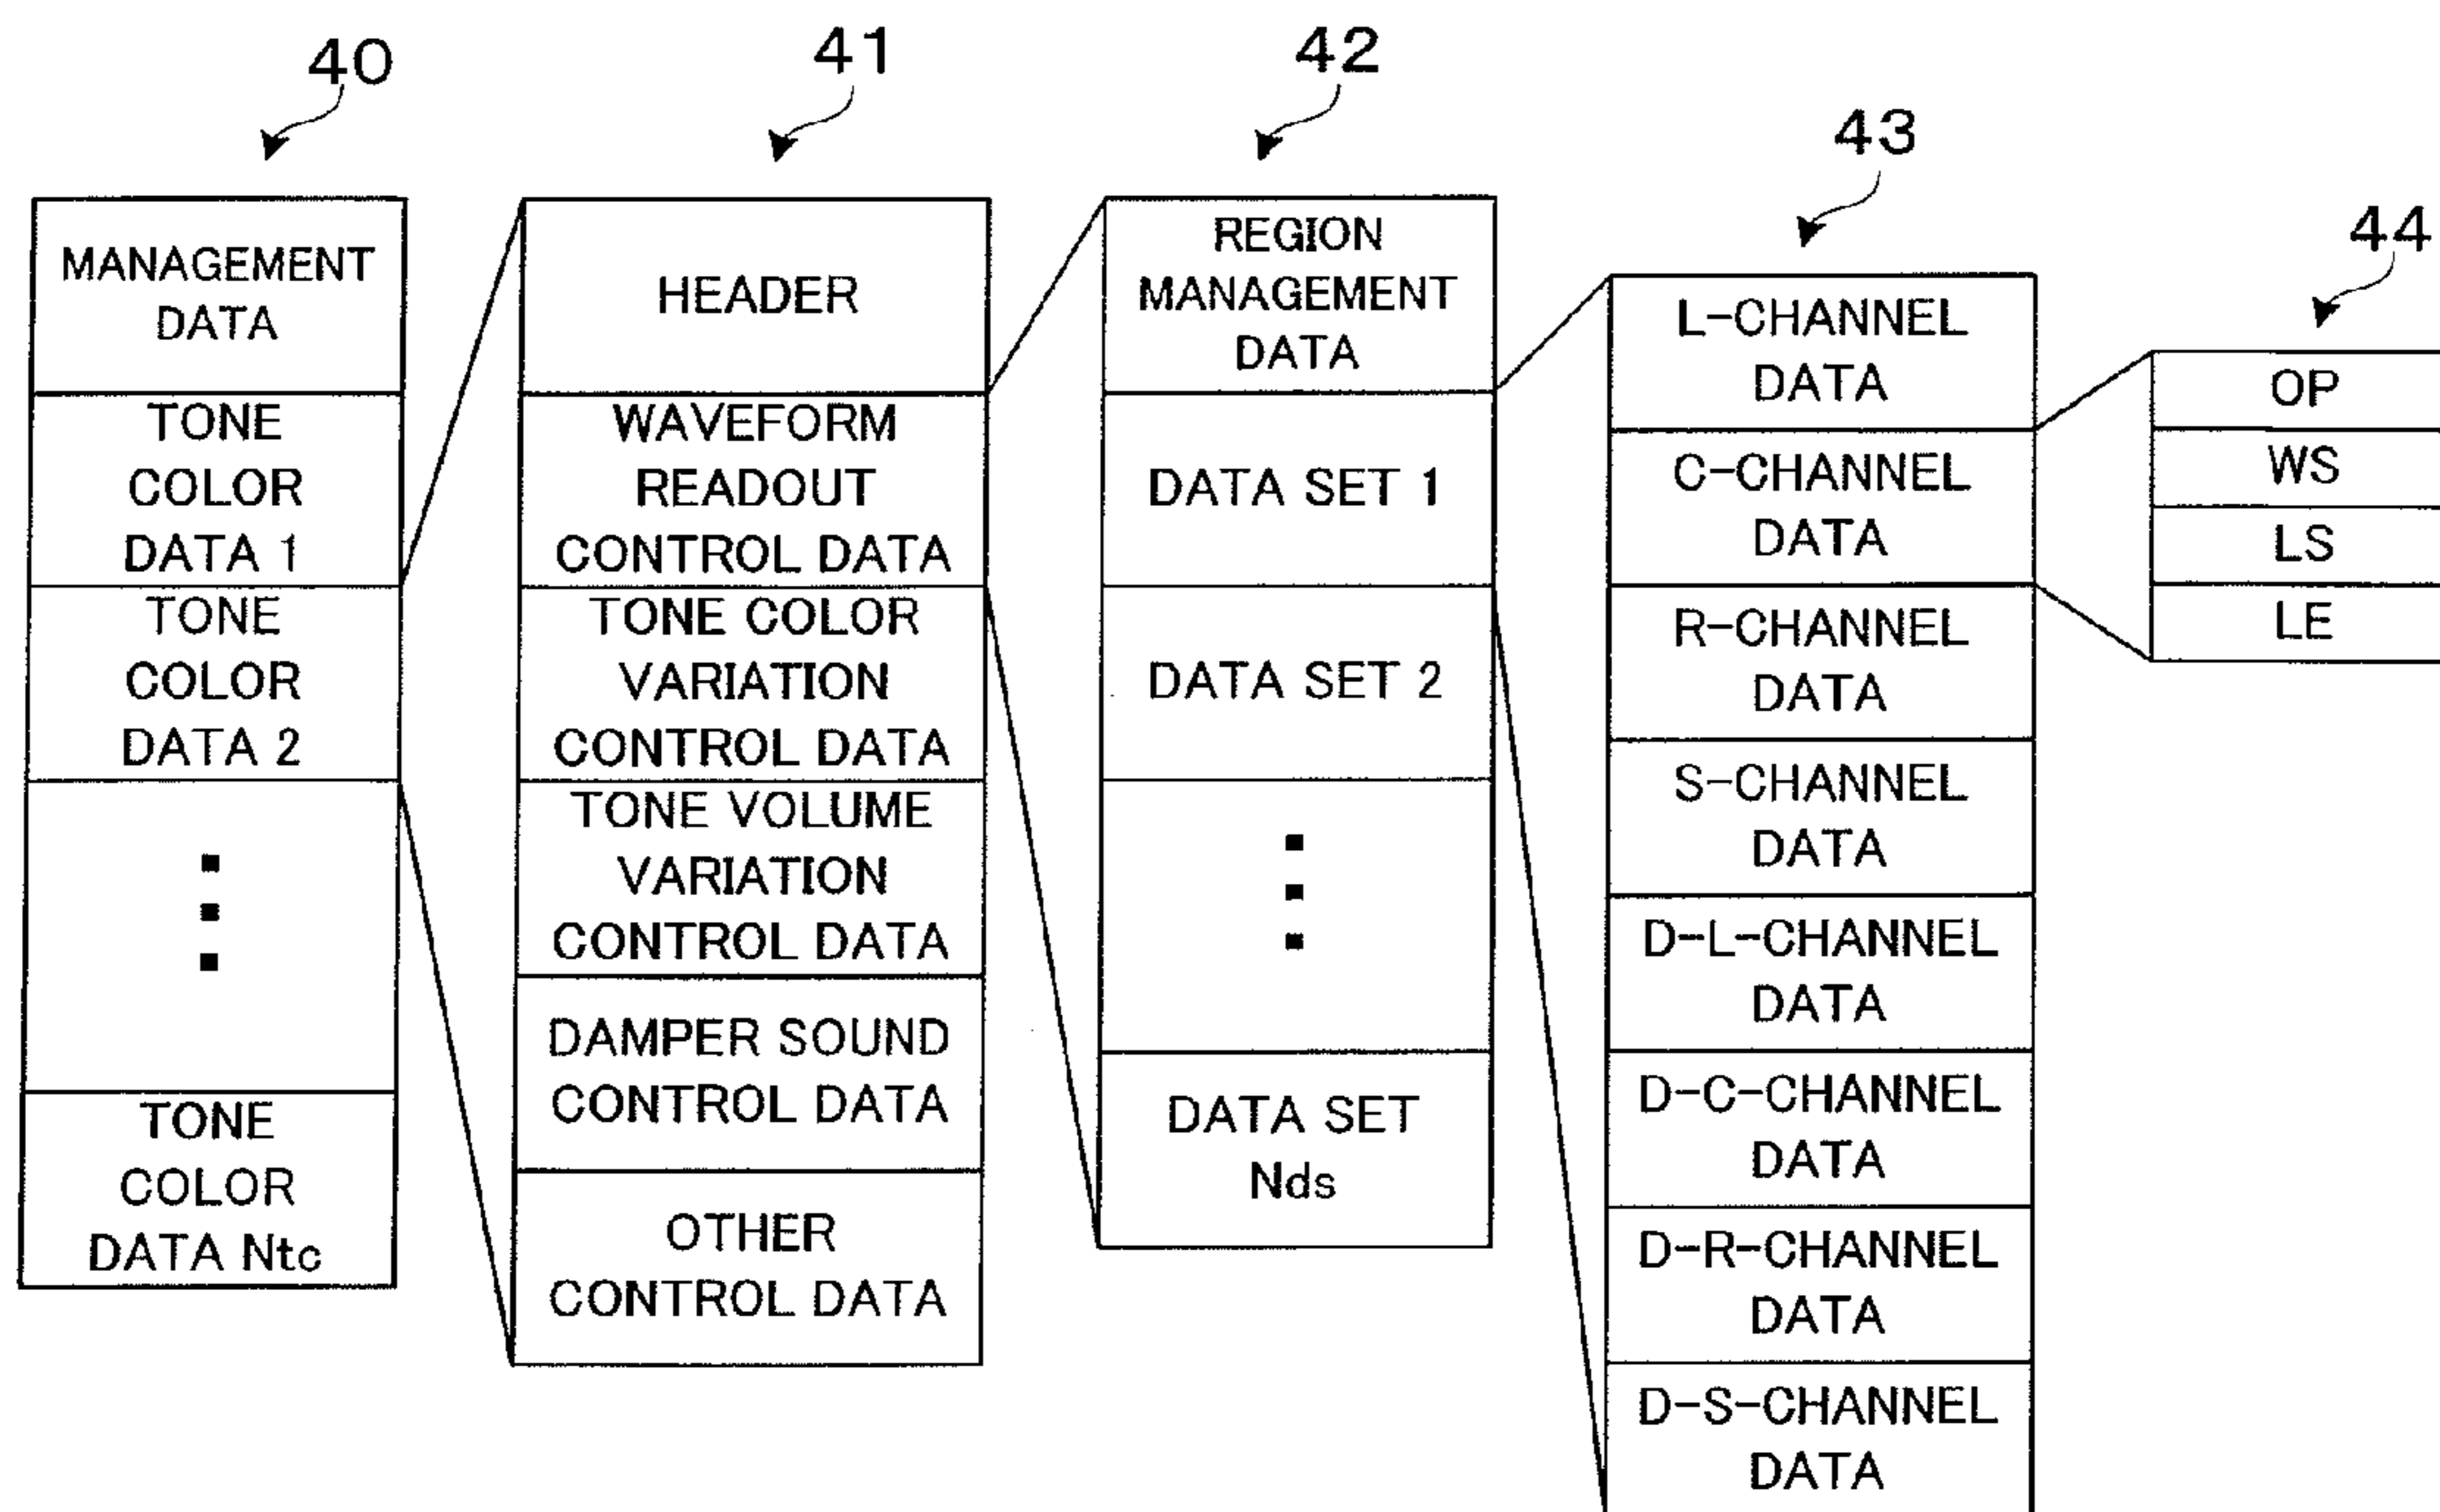 40
MANAGEMENT
DATA
TONE
COLOR
DATA 1
TONE
COLOR
DATA 2
TONE
COLOR
DATA Ntc
41
HEADER
WAVEFORM
READOUT
CONTROL DATA
TONE COLOR
VARIATION
CONTROL DATA
TONE VOLUME
VARIATION
CONTROL DATA
DAMPER SOUND
CONTROL DATA
OTHER
CONTROL DATA
42
REGION
MANAGEMENT
DATA
DATA SET 1
DATA SET 2
DATA SET
Nds
43
L-CHANNEL
DATA
C-CHANNEL
DATA
R-CHANNEL
DATA
S-CHANNEL
DATA
D-L-CHANNEL
DATA
D-C-CHANNEL
DATA
D-R-CHANNEL
DATA
D-S-CHANNEL
DATA
44
OP
WS
LS
LE